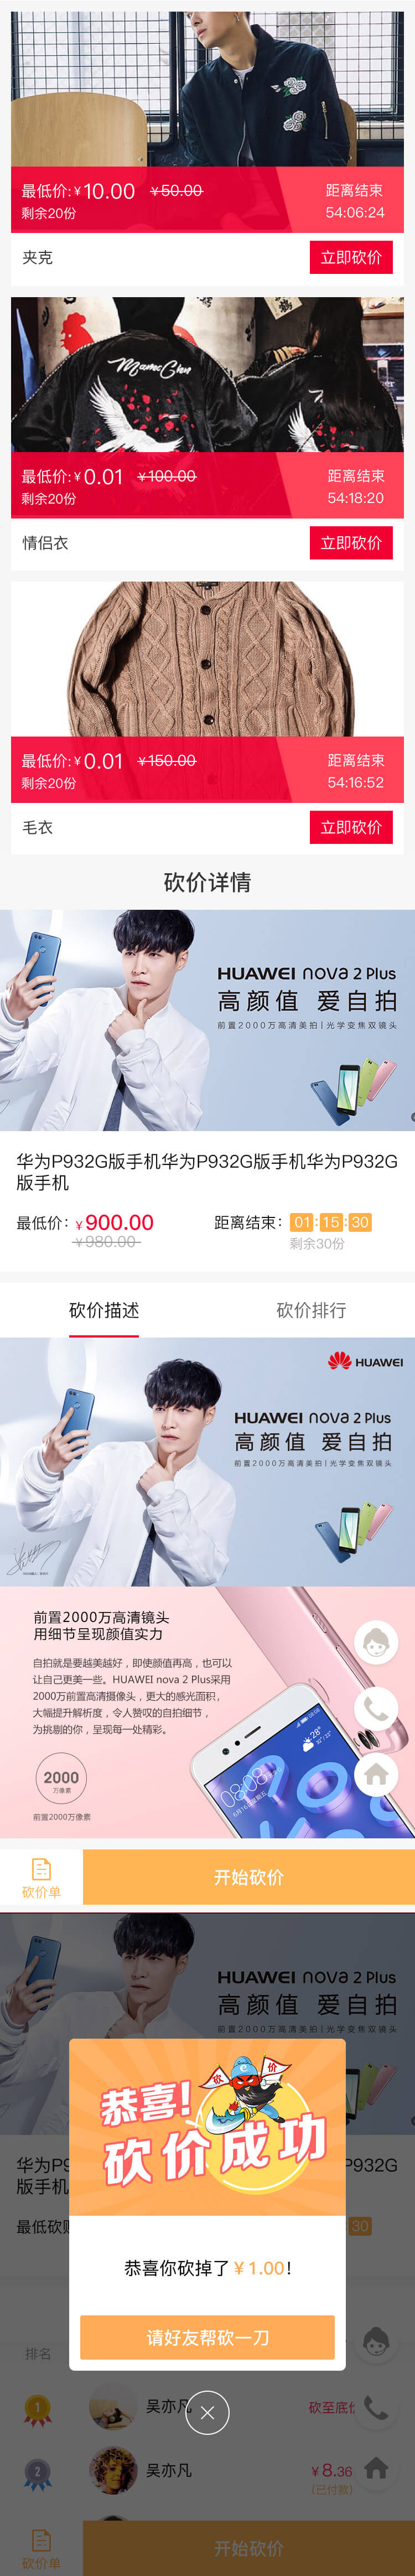 最低价:¥10.00 ¥50.00
距离结束
剩余20份
54:06:24
夹克
立即砍价
最低价:¥0.01 ¥100.00
距离结束
剩余20份
54:18:20
情侣衣
立即砍价
最低价:¥0.01 ¥150.00
距离结束
剩余20份
54:16:52
毛衣
立即砍价
砍价详情
HUAWEI nova 2 Plus
高颜值 爱自拍
前置2000万高清美拍|光学变焦双镜头
华为P932G版手机华为P932G版手机华为P932G
版手机
最低价：¥900.00
距离结束：01:15:30
¥980.00
剩余30份
砍价描述
砍价排行
HUAWEI
HUAWEI nova 2 Plus
高颜值 爱自拍
前置2000万高清美拍|光学变焦双镜头
前置2000万高清镜头
用细节呈现颜值实力
自拍就是要越美越好，即使颜值再高，也可以
让自己更美一些。HUAWEI nova 2 Plus采用
2000万前置高清摄像头，更大的感光面积，
大幅提升解析度，令人赞叹的自拍细节，
为挑剔的你，呈现每一处精彩。
2000
万像素
前置2000万像素
28°
08:08
砍价单
开始砍价
HUAWEI nova 2 Plus
高颜值 爱自拍
前置2000万高清美拍|光学变焦双镜头
砍
价
恭喜!
砍价成功
华为P9
P932G
版手机
最低砍
30
恭喜你砍掉了¥1.00!
请好友帮砍一刀
排名
1
吴亦凡
砍至底价
2
吴亦凡
¥8.36
(已付款)
砍价单
开始砍价